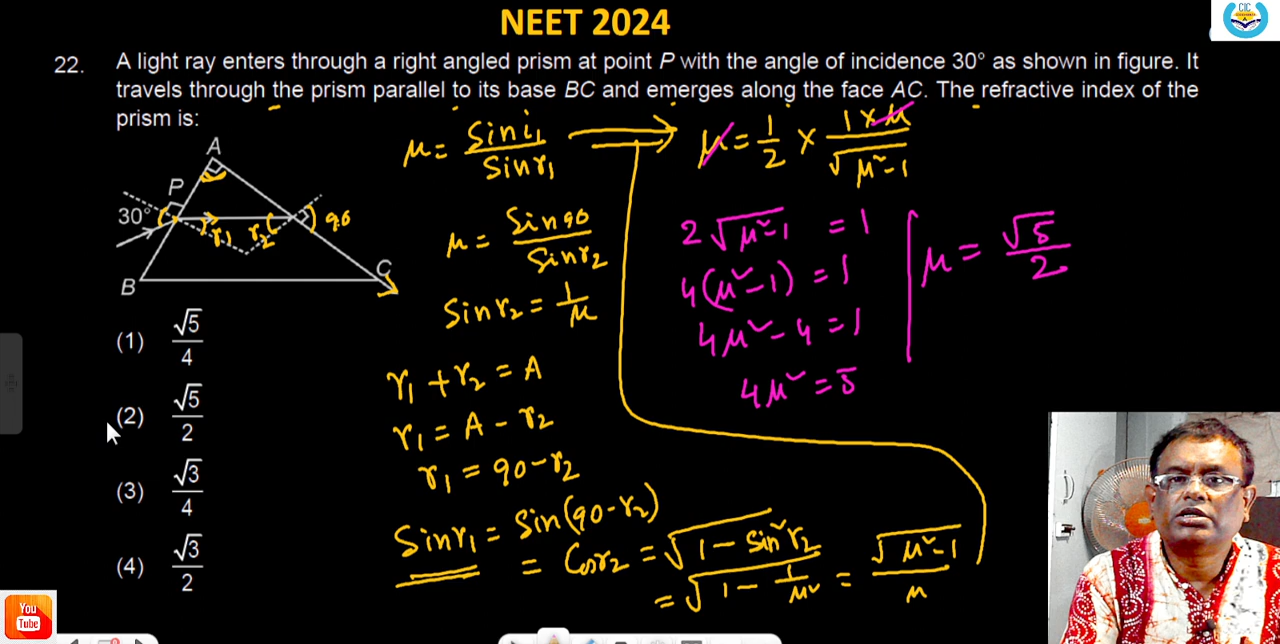 NEET 2024
CIC
22. A light ray enters through a right angled prism at point P with the angle of incidence 30° as shown in figure. It
travels through the prism parallel to its base BC and emerges along the face AC. The refractive index of the
prism is:
A
P
30°
r₁
r₂
90
B
C
(1) √5/4
(2) √5/2
(3) √3/4
(4) √3/2
μ = Sin i₁ / Sin r₁
μ = Sin 90 / Sin r₂
Sin r₂ = 1/μ
r₁ + r₂ = A
r₁ = A - r₂
r₁ = 90 - r₂
Sin r₁ = Sin(90 - r₂)
= Cos r₂ = √(1 - Sin² r₂)
= √(1 - 1/μ²) = √(μ² - 1) / μ
μ = 1/2 × 1 × μ / √(μ² - 1)
2√(μ² - 1) = 1
4(μ² - 1) = 1
4μ² - 4 = 1
4μ² = 5
μ = √5/2
You
Tube